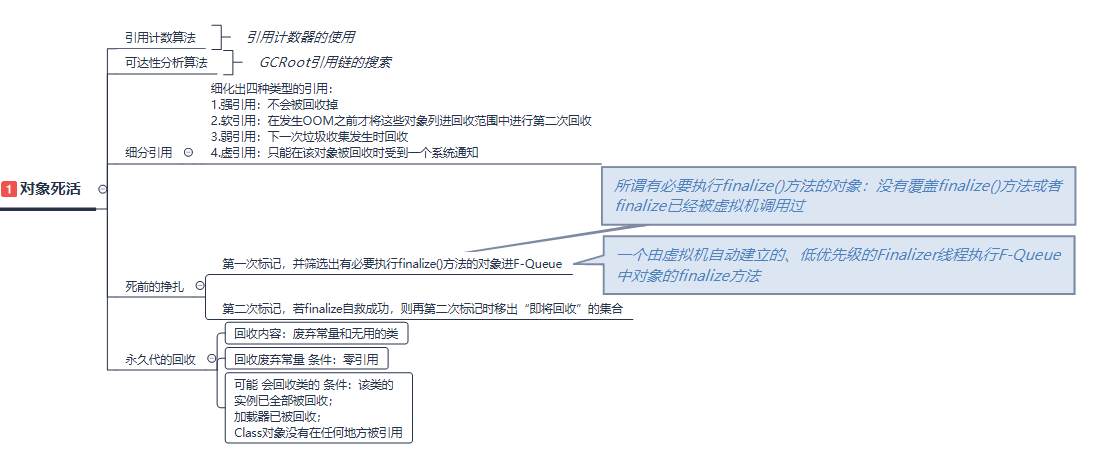 1 对象死活
引用计数算法
引用计数器的使用
可达性分析算法
GCRoot引用链的搜索
细分引用
细化出四种类型的引用：
1.强引用：不会被回收掉
2.软引用：在发生OOM之前才将这些对象列进回收范围中进行第二次回收
3.弱引用：下一次垃圾收集发生时回收
4.虚引用：只能在该对象被回收时受到一个系统通知
死前的挣扎
第一次标记，并筛选出有必要执行finalize()方法的对象进F-Queue
所谓有必要执行finalize()方法的对象：没有覆盖finalize()方法或者
finalize已经被虚拟机调用过
一个由虚拟机自动建立的、低优先级的Finalizer线程执行F-Queue
中对象的finalize方法
第二次标记，若finalize自救成功，则再第二次标记时移出“即将回收”的集合
永久代的回收
回收内容：废弃常量和无用的类
回收废弃常量 条件：零引用
可能 会回收类的 条件：该类的
实例已全部被回收；
加载器已被回收；
Class对象没有在任何地方被引用